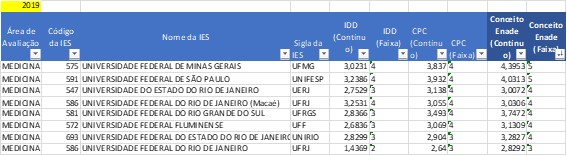 2019
Área de Avaliação Código da IES Nome da IES Sigla da IES IDD (Contínuo) IDD (Faixa) CPC (Contínuo) CPC (Faixa) Conceito Enade (Contínuo) Conceito Enade (Faixa)
MEDICINA 575 UNIVERSIDADE FEDERAL DE MINAS GERAIS UFMG 3,0231 4 3,837 4 4,3953 5
MEDICINA 591 UNIVERSIDADE FEDERAL DE SÃO PAULO UNIFESP 3,2386 4 3,932 4 4,0313 5
MEDICINA 547 UNIVERSIDADE DO ESTADO DO RIO DE JANEIRO UERJ 2,7529 3 3,138 4 3,0072 4
MEDICINA 586 UNIVERSIDADE FEDERAL DO RIO DE JANEIRO (Macaé) UFRJ 3,2531 4 3,055 4 3,0306 4
MEDICINA 581 UNIVERSIDADE FEDERAL DO RIO GRANDE DO SUL UFRGS 2,8366 3 3,493 4 3,7472 4
MEDICINA 572 UNIVERSIDADE FEDERAL FLUMINENSE UFF 2,6836 3 3,069 4 3,1309 4
MEDICINA 693 UNIVERSIDADE FEDERAL DO ESTADO DO RIO DE JANEIRO UNIRIO 2,8299 3 2,904 3 3,2827 4
MEDICINA 586 UNIVERSIDADE FEDERAL DO RIO DE JANEIRO UFRJ 1,4369 2 2,64 3 2,8292 3